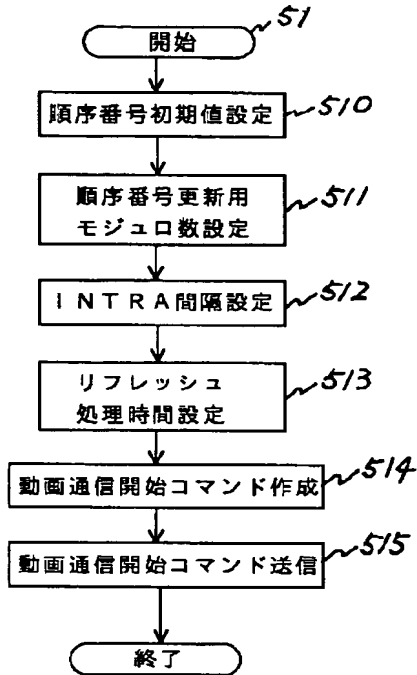 51
開始
510
順序番号初期値設定
511
順序番号更新用
モジュロ数設定
512
INTRA間隔設定
513
リフレッシュ
処理時間設定
514
動画通信開始コマンド作成
515
動画通信開始コマンド送信
終了